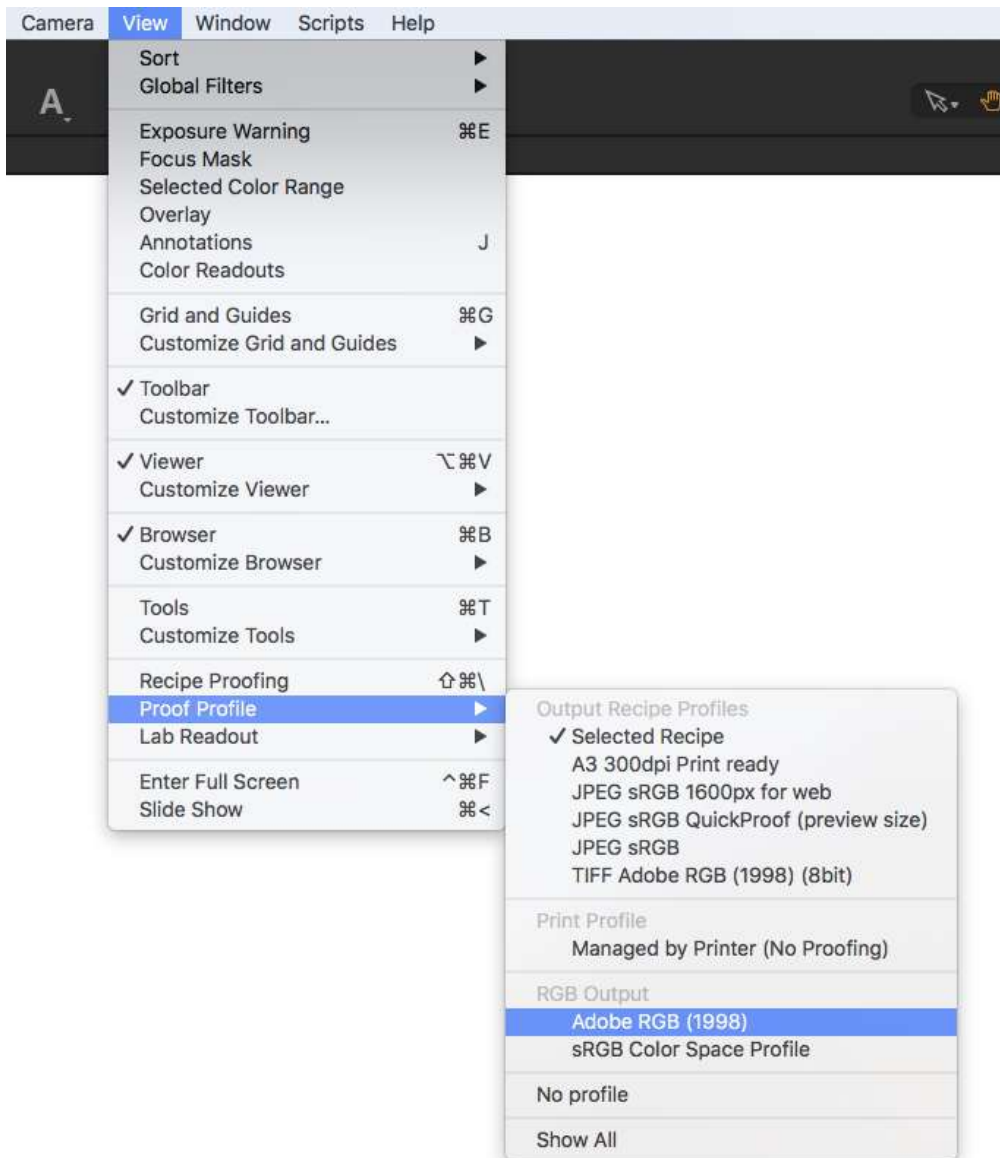 Camera View Window Scripts Help
A
Sort
Global Filters
Exposure Warning ⌘E
Focus Mask
Selected Color Range
Overlay
Annotations J
Color Readouts
Grid and Guides ⌘G
Customize Grid and Guides
✓ Toolbar
Customize Toolbar...
✓ Viewer ⌥⌘V
Customize Viewer
✓ Browser ⌘B
Customize Browser
Tools ⌘T
Customize Tools
Recipe Proofing ⇧⌘\
Proof Profile
Lab Readout
Enter Full Screen ^⌘F
Slide Show ⌘<
Output Recipe Profiles
✓ Selected Recipe
A3 300dpi Print ready
JPEG sRGB 1600px for web
JPEG sRGB QuickProof (preview size)
JPEG sRGB
TIFF Adobe RGB (1998) (8bit)
Print Profile
Managed by Printer (No Proofing)
RGB Output
Adobe RGB (1998)
sRGB Color Space Profile
No profile
Show All